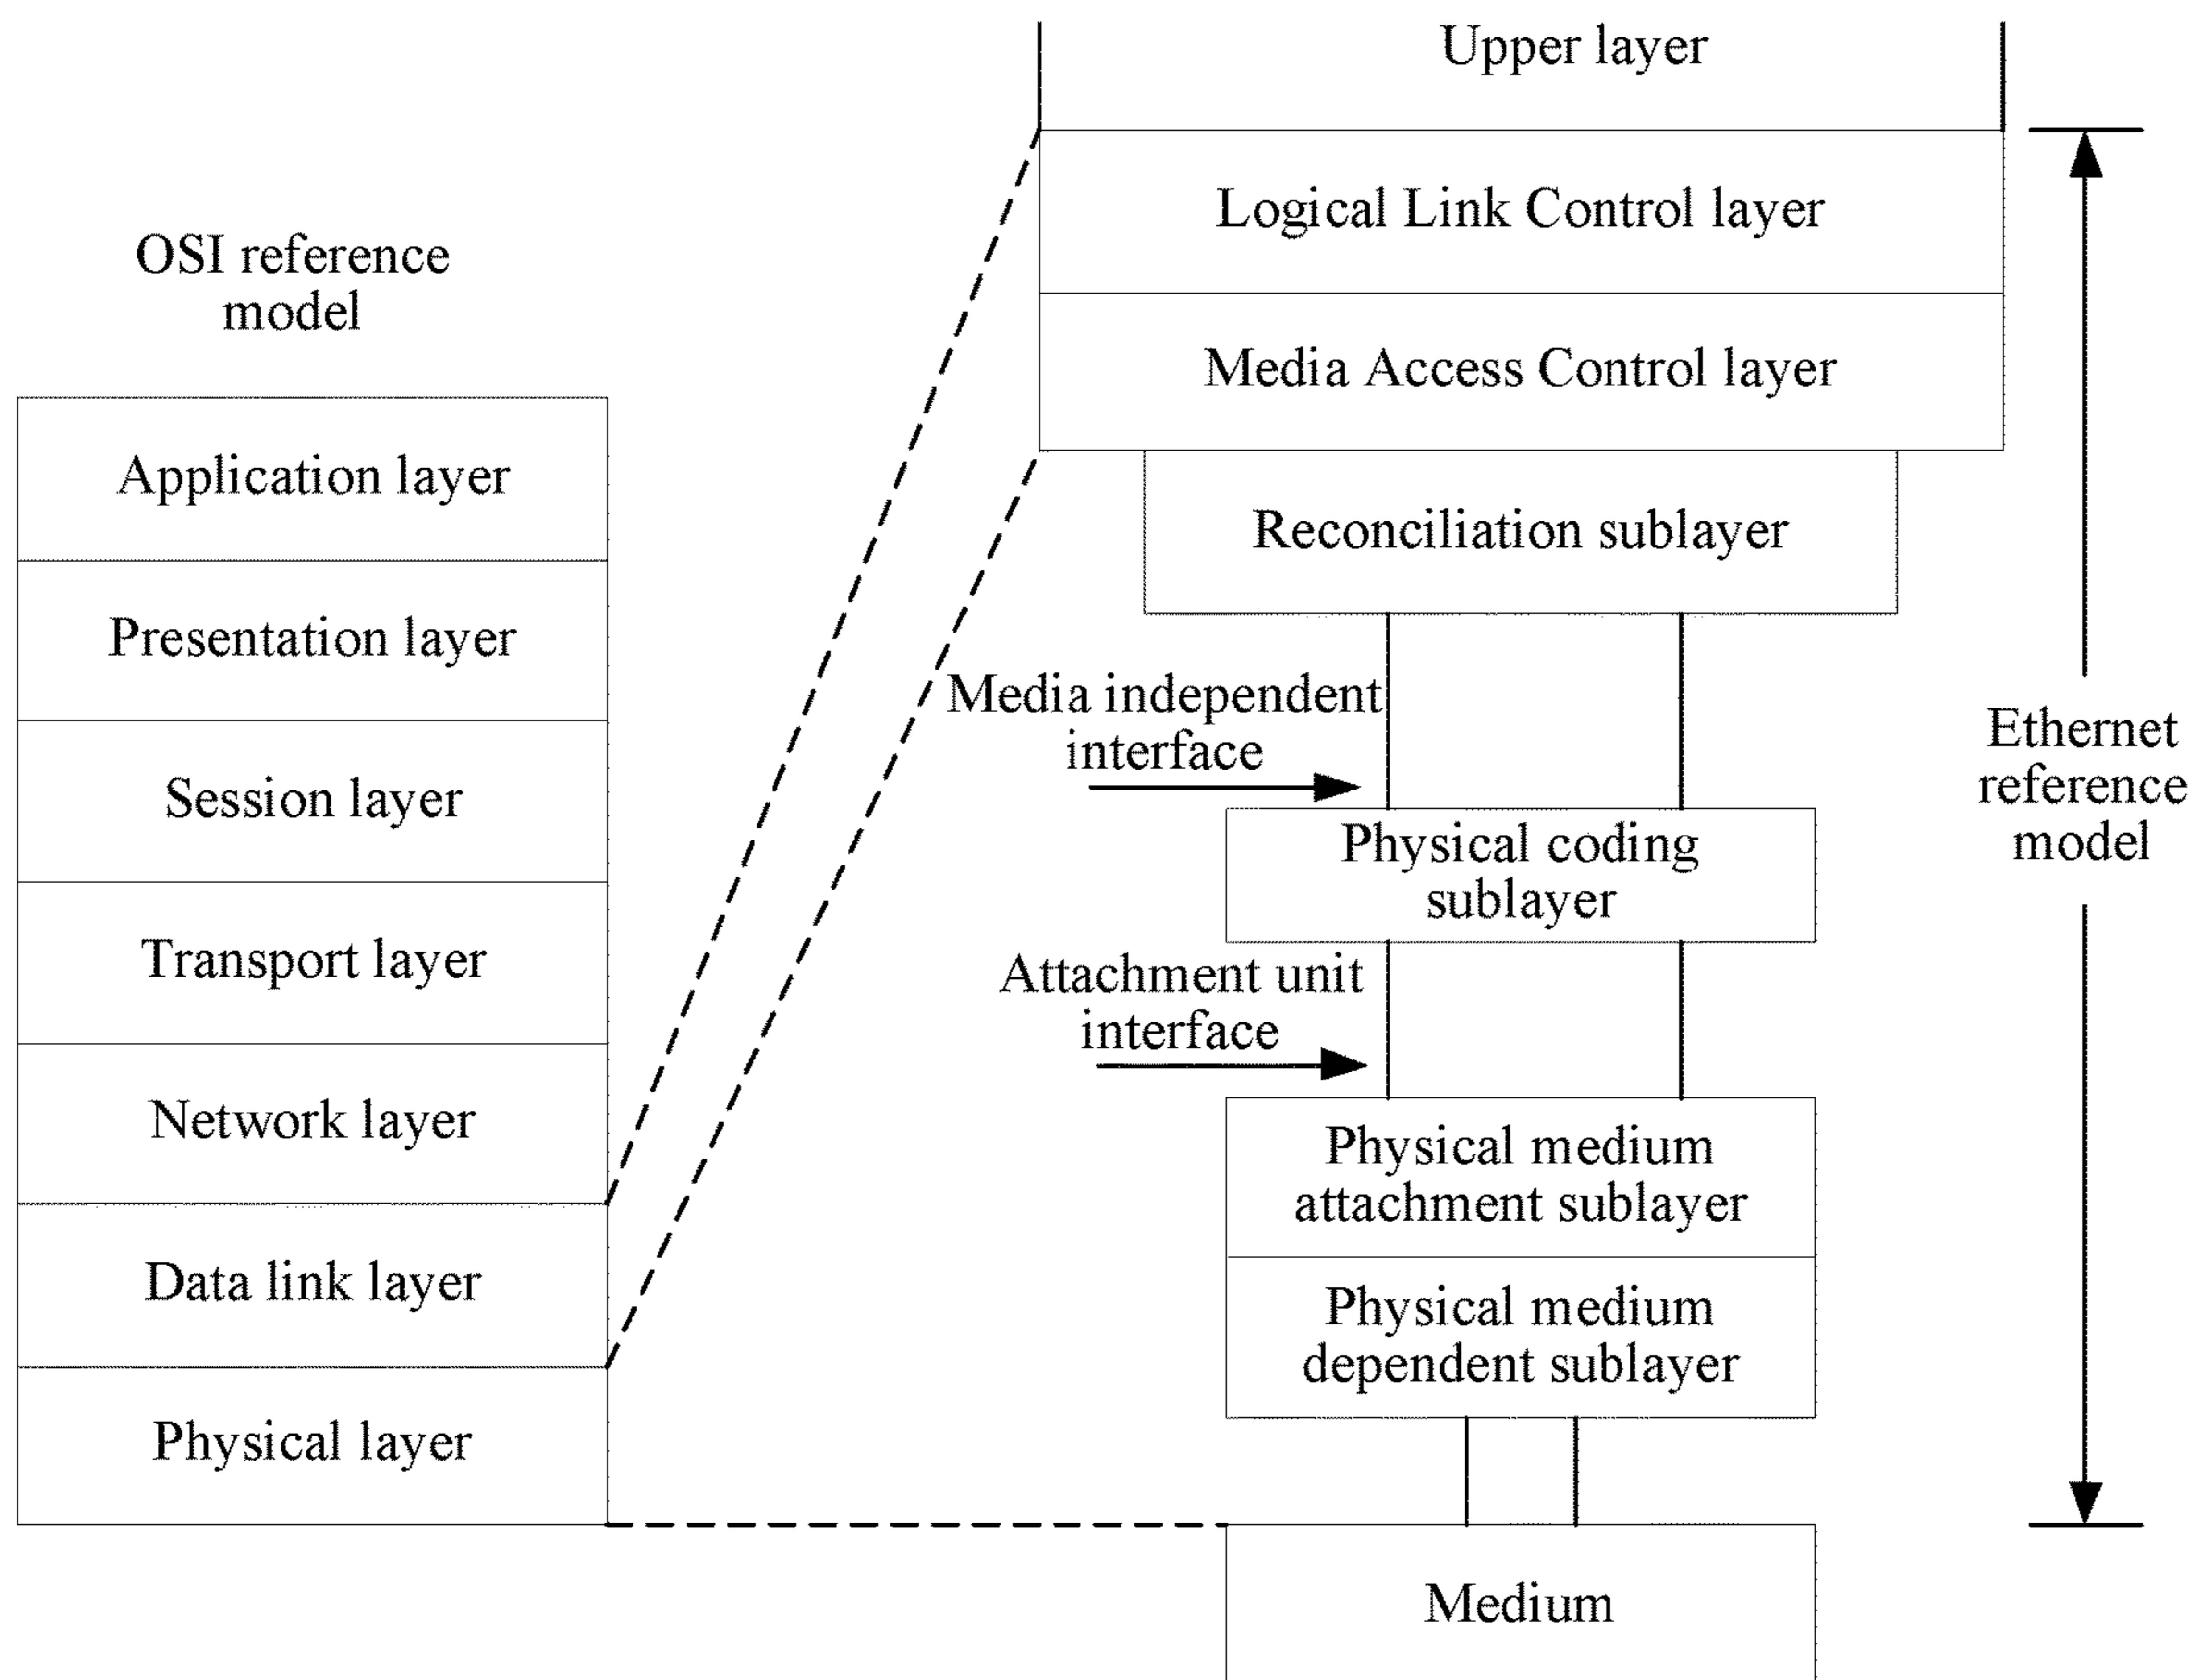 OSI reference
model
Application layer
Presentation layer
Session layer
Transport layer
Network layer
Data link layer
Physical layer
Upper layer
Logical Link Control layer
Media Access Control layer
Reconciliation sublayer
Media independent
interface
Physical coding
sublayer
Attachment unit
interface
Physical medium
attachment sublayer
Physical medium
dependent sublayer
Medium
Ethernet
reference
model